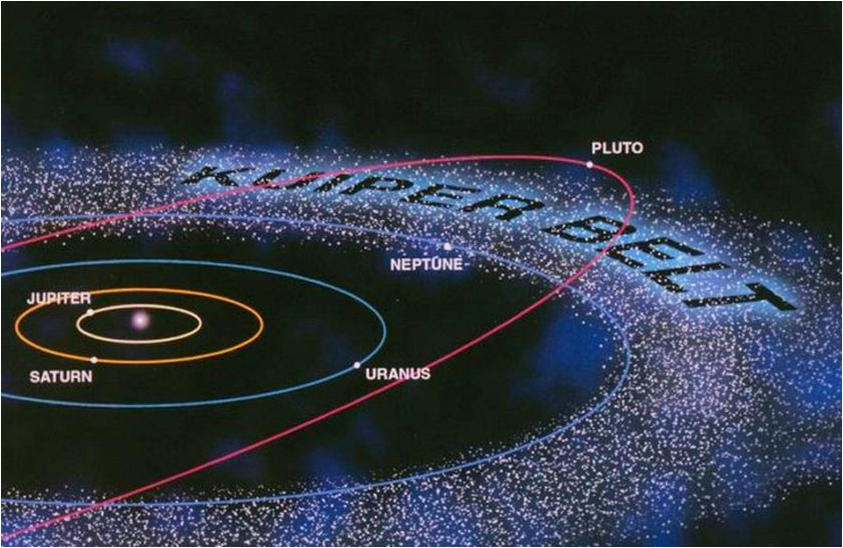 PLUTO
KUIPER BELT
NEPTUNE
JUPITER
SATURN
URANUS